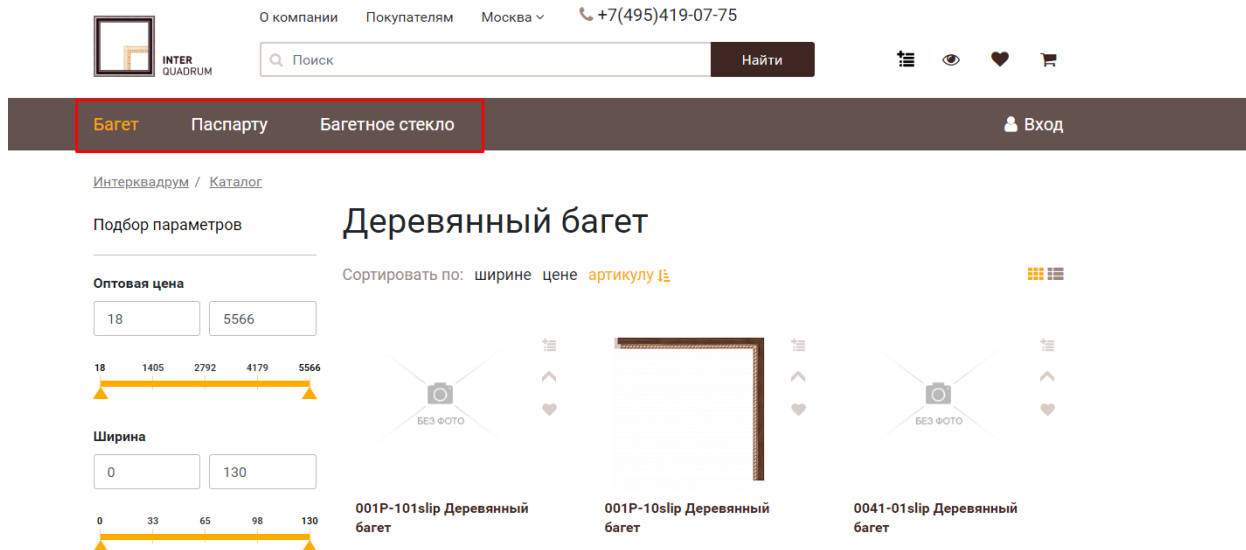 О компании Покупателям Москва +7(495)419-07-75
INTER
QUADRUM
Поиск Найти
Багет Паспарту Багетное стекло Вход
Интерквадрум / Каталог
Подбор параметров
Деревянный багет
Сортировать по: ширине цене артикулу
Оптовая цена
18 5566
18 1405 2792 4179 5566
Ширина
0 130
0 33 65 98 130
БЕЗ ФОТО
БЕЗ ФОТО
001P-101slip Деревянный
багет
001P-10slip Деревянный
багет
0041-01slip Деревянный
багет